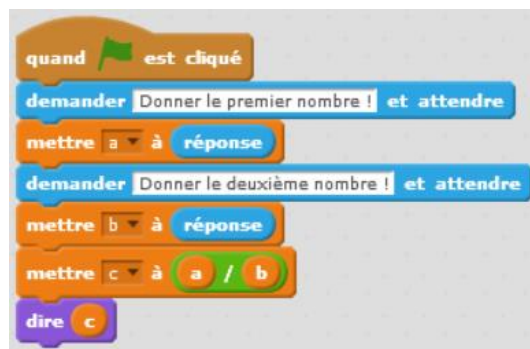 quand est cliqué
demander Donner le premier nombre ! et attendre
mettre a à réponse
demander Donner le deuxième nombre ! et attendre
mettre b à réponse
mettre c à a / b
dire c